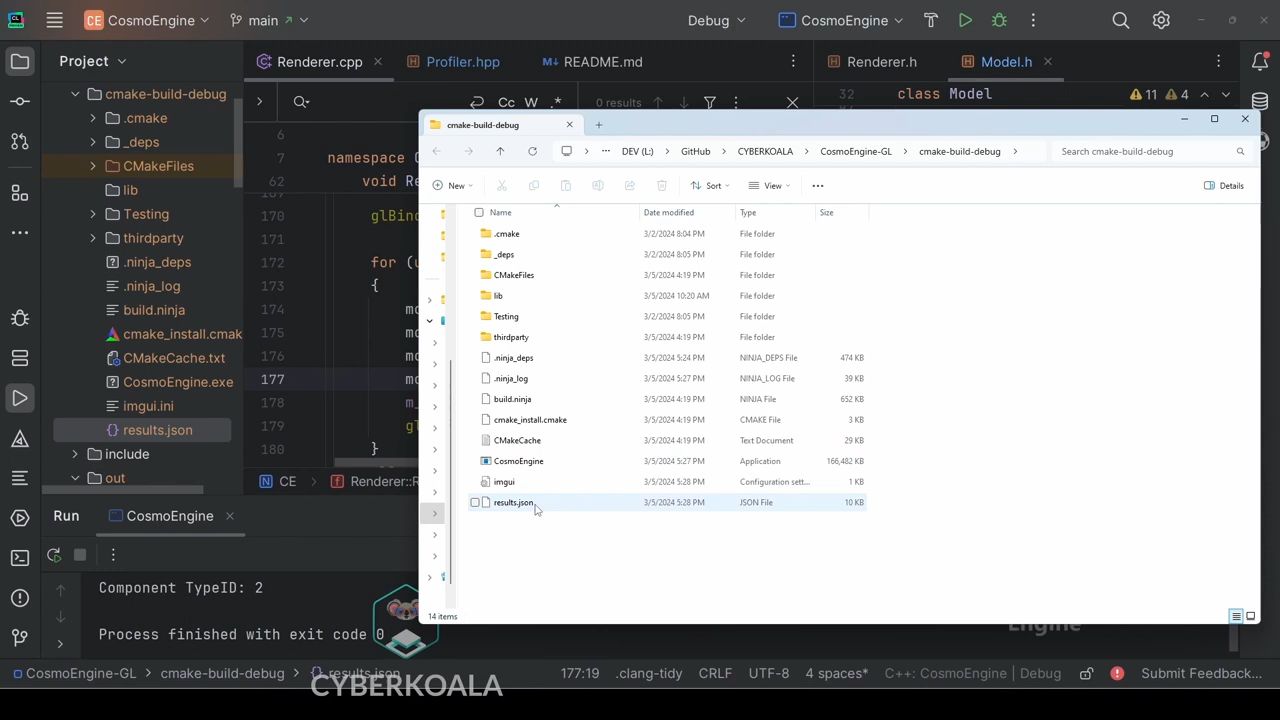 CE CosmoEngine main Debug CosmoEngine
Project
Renderer.cpp Profiler.hpp README.md Renderer.h Model.h
cmake-build-debug
.cmake
_deps
CMakeFiles
lib
Testing
thirdparty
.ninja_deps
.ninja_log
build.ninja
cmake_install.cmak
CMakeCache.txt
CosmoEngine.exe
imgui.ini
results.json
include
out
Cc W .* 0 results
32 class Model 11 4
6
7 namespace
62 void Re
170 glBin
171
172 for (
173 {
174 mo
175 mo
176 mo
177 mo
178 m_
179 gl
180 }
CE Renderer::R
cmake-build-debug
DEV (L:) GitHub CYBERKOALA CosmoEngine-GL cmake-build-debug Search cmake-build-debug
New Sort View Details
Name Date modified Type Size
.cmake 3/2/2024 8:04 PM File folder
_deps 3/2/2024 8:05 PM File folder
CMakeFiles 3/5/2024 4:19 PM File folder
lib 3/5/2024 10:20 AM File folder
Testing 3/2/2024 8:05 PM File folder
thirdparty 3/5/2024 4:19 PM File folder
.ninja_deps 3/5/2024 5:24 PM NINJA_DEPS File 474 KB
.ninja_log 3/5/2024 5:27 PM NINJA_LOG File 39 KB
build.ninja 3/5/2024 4:19 PM NINJA File 652 KB
cmake_install.cmake 3/5/2024 4:19 PM CMAKE File 3 KB
CMakeCache 3/5/2024 4:19 PM Text Document 29 KB
CosmoEngine 3/5/2024 5:27 PM Application 166,482 KB
imgui 3/5/2024 5:28 PM Configuration sett... 1 KB
results.json 3/5/2024 5:28 PM JSON File 10 KB
14 items
Engine
Run CosmoEngine
Component TypeID: 2
Process finished with exit code 0
CosmoEngine-GL cmake-build-debug results.json 177:19 .clang-tidy CRLF UTF-8 4 spaces* C++: CosmoEngine | Debug Submit Feedback...
CYBERKOALA